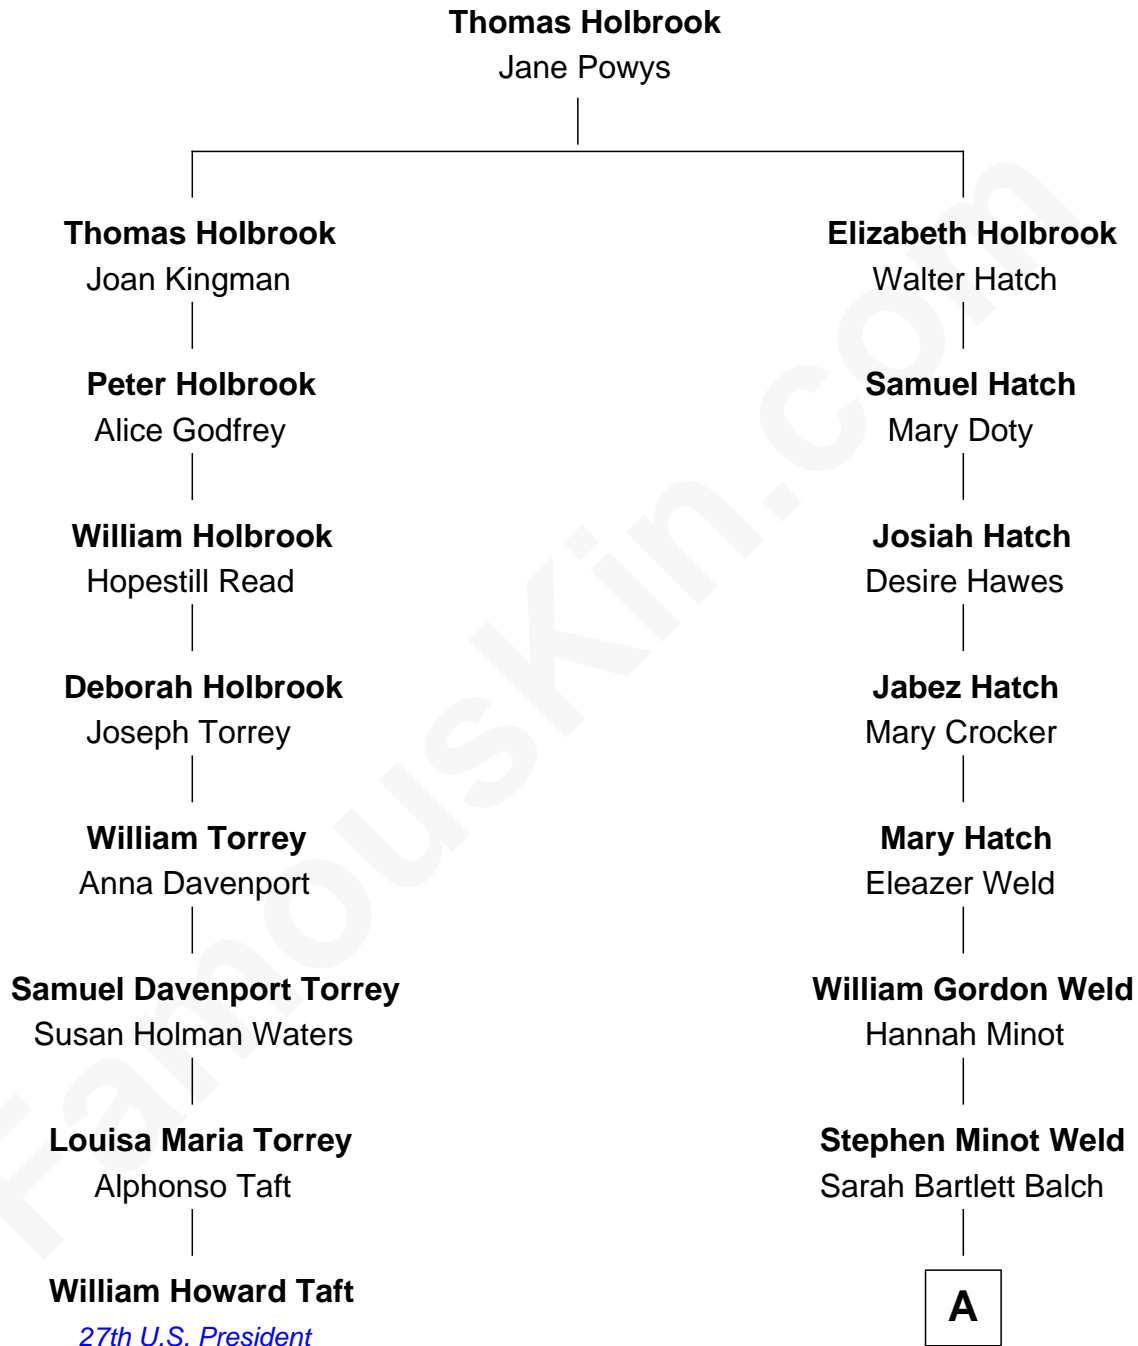 Thomas Holbrook
Jane Powys
Thomas Holbrook
Joan Kingman
Elizabeth Holbrook
Walter Hatch
Peter Holbrook
Alice Godfrey
Samuel Hatch
Mary Doty
William Holbrook
Hopestill Read
Josiah Hatch
Desire Hawes
Deborah Holbrook
Joseph Torrey
Jabez Hatch
Mary Crocker
William Torrey
Anna Davenport
Mary Hatch
Eleazer Weld
Samuel Davenport Torrey
Susan Holman Waters
William Gordon Weld
Hannah Minot
Louisa Maria Torrey
Alphonso Taft
Stephen Minot Weld
Sarah Bartlett Balch
William Howard Taft
27th U.S. President
A
FamousKin.com